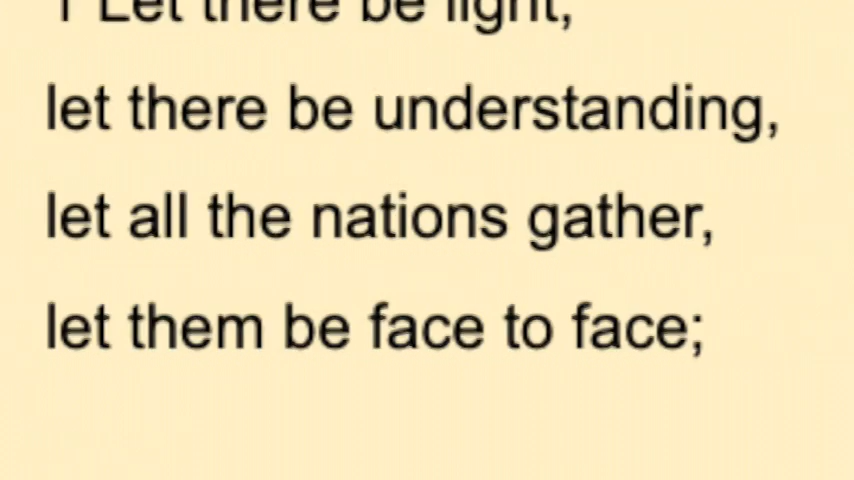 1 Let there be light,
let there be understanding,
let all the nations gather,
let them be face to face;